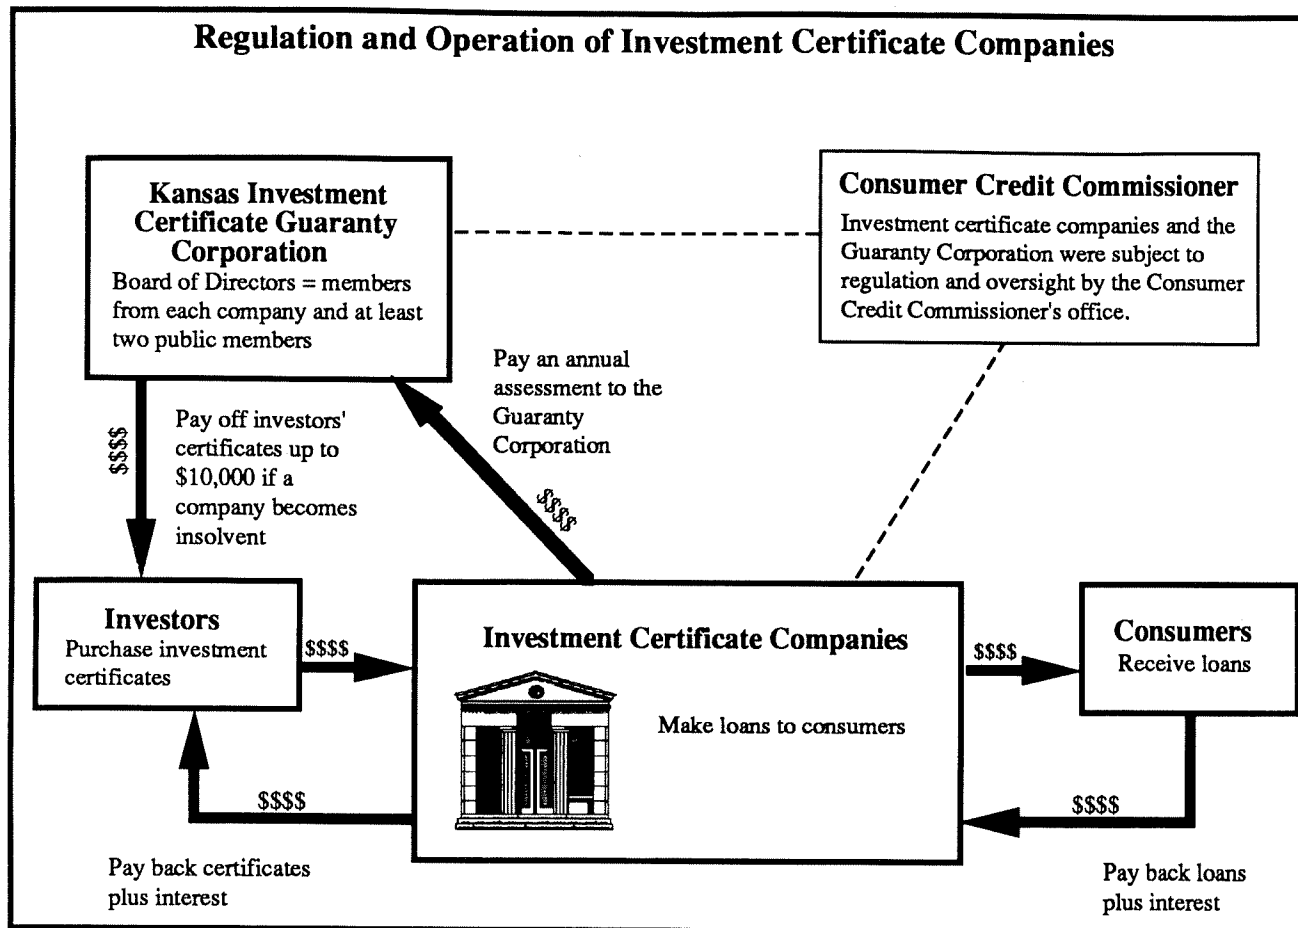 Regulation and Operation of Investment Certificate Companies
Kansas Investment
Certificate Guaranty
Corporation
Board of Directors = members
from each company and at least
two public members
Consumer Credit Commissioner
Investment certificate companies and the
Guaranty Corporation were subject to
regulation and oversight by the Consumer
Credit Commissioner's office.
Pay an annual
assessment to the
Guaranty
Corporation
$$$$
Pay off investors'
certificates up to
$10,000 if a
company becomes
insolvent
$$$$
Investors
Purchase investment
certificates
$$$$
Investment Certificate Companies
Make loans to consumers
$$$$
Consumers
Receive loans
$$$$
$$$$
Pay back certificates
plus interest
Pay back loans
plus interest